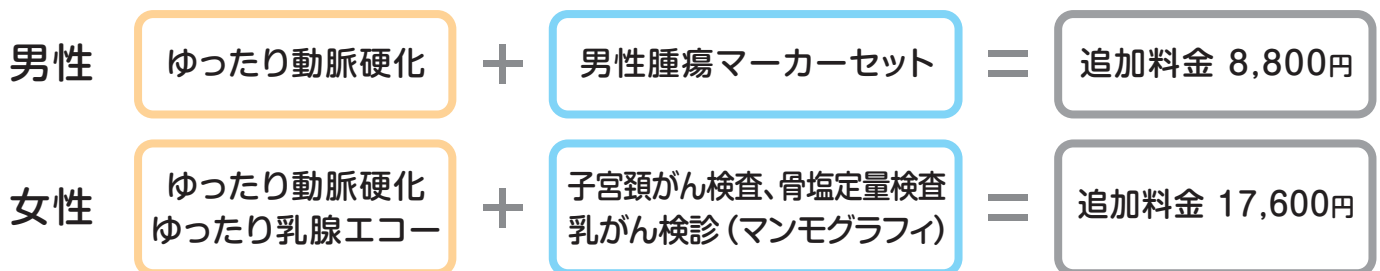 男性 ゆったり動脈硬化 + 男性腫瘍マーカーセット = 追加料金 8,800円
女性 ゆったり動脈硬化 ゆったり乳腺エコー + 子宮頚がん検査、骨塩定量検査 乳がん検診(マンモグラフィ) = 追加料金 17,600円